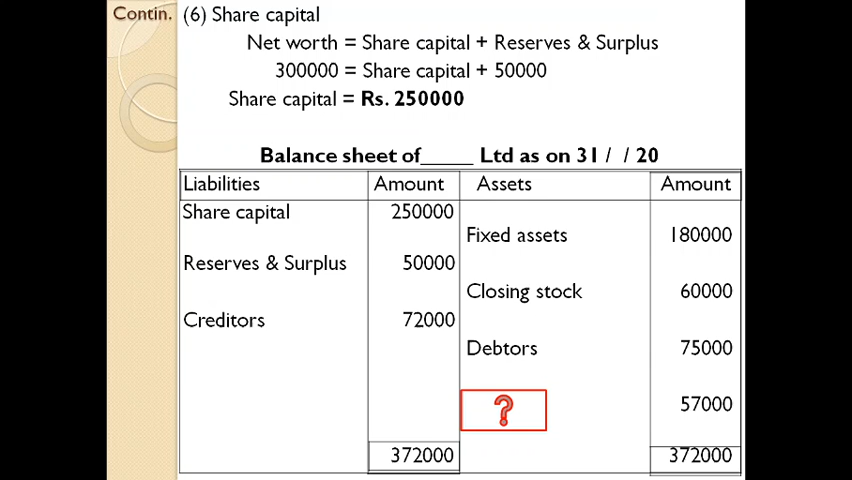 Contin.
(6) Share capital
Net worth = Share capital + Reserves & Surplus
300000 = Share capital + 50000
Share capital = Rs. 250000
Balance sheet of_____ Ltd as on 31 / / 20
Liabilities Amount Assets Amount
Share capital 250000
Fixed assets 180000
Reserves & Surplus 50000
Closing stock 60000
Creditors 72000
Debtors 75000
? 57000
372000 372000